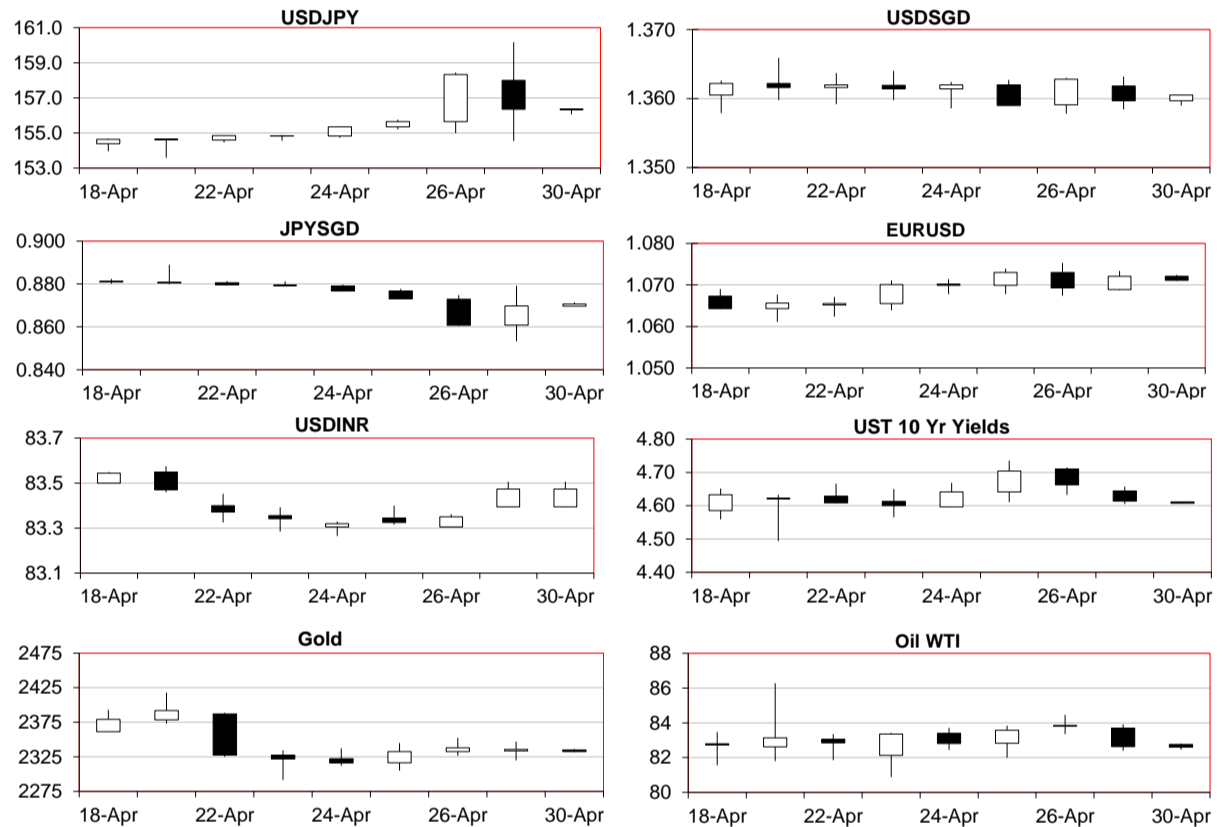 USDJPY
161.0
159.0
157.0
155.0
153.0
18-Apr 22-Apr 24-Apr 26-Apr 30-Apr
USDSGD
1.370
1.360
1.350
18-Apr 22-Apr 24-Apr 26-Apr 30-Apr
JPYSGD
0.900
0.880
0.860
0.840
18-Apr 22-Apr 24-Apr 26-Apr 30-Apr
EURUSD
1.080
1.070
1.060
1.050
18-Apr 22-Apr 24-Apr 26-Apr 30-Apr
USDINR
83.7
83.5
83.3
83.1
18-Apr 22-Apr 24-Apr 26-Apr 30-Apr
UST 10 Yr Yields
4.80
4.70
4.60
4.50
4.40
18-Apr 22-Apr 24-Apr 26-Apr 30-Apr
Gold
2475
2425
2375
2325
2275
18-Apr 22-Apr 24-Apr 26-Apr 30-Apr
Oil WTI
88
86
84
82
80
18-Apr 22-Apr 24-Apr 26-Apr 30-Apr